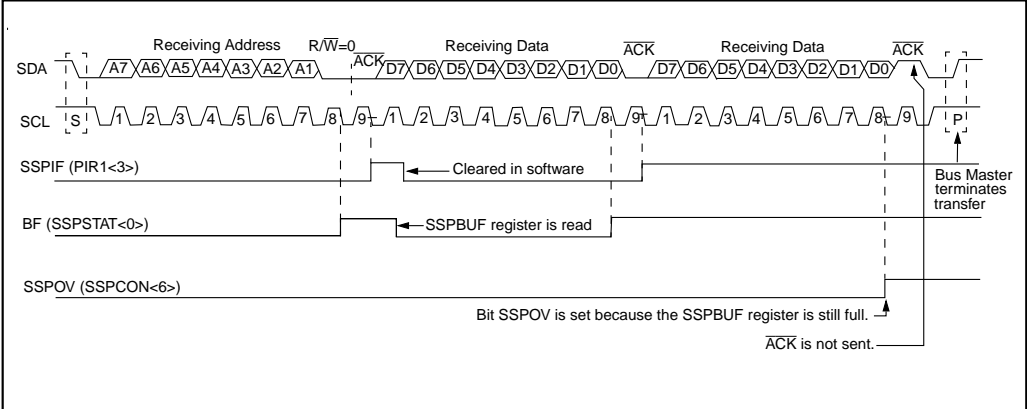 Receiving Address R/W̅=0 A̅C̅K̅ Receiving Data A̅C̅K̅ Receiving Data A̅C̅K̅
SDA A7 A6 A5 A4 A3 A2 A1 D7 D6 D5 D4 D3 D2 D1 D0 D7 D6 D5 D4 D3 D2 D1 D0
SCL S 1 2 3 4 5 6 7 8 9 1 2 3 4 5 6 7 8 9 1 2 3 4 5 6 7 8 9 P
SSPIF (PIR1<3>) Cleared in software
Bus Master
terminates
transfer
BF (SSPSTAT<0>) SSPBUF register is read
SSPOV (SSPCON<6>)
Bit SSPOV is set because the SSPBUF register is still full.
A̅C̅K̅ is not sent.